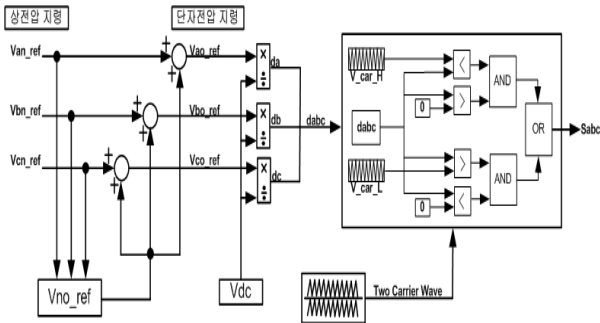 상전압 지령
단자전압 지령
Van_ref
Vao_ref
da
Vbn_ref
Vbo_ref
db
dabc
Vcn_ref
Vco_ref
dc
Vno_ref
Vdc
V_car_H
0
dabc
V_car_L
0
<
>
>
<
AND
AND
OR
Sabc
Two Carrier Wave
+
+
+
+
+
+
×
÷
×
÷
×
÷